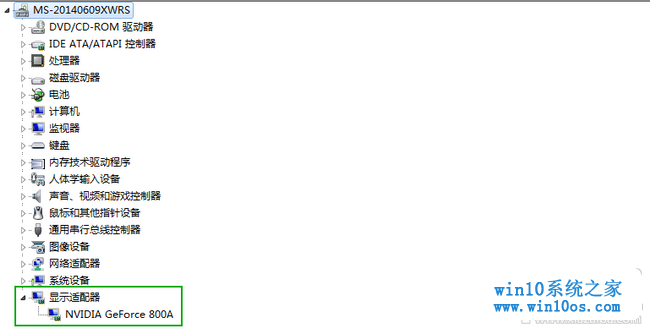 MS-20140609XWRS
DVD/CD-ROM 驱动器
IDE ATA/ATAPI 控制器
处理器
磁盘驱动器
电池
计算机
监视器
键盘
内存技术驱动程序
人体学输入设备
声音、视频和游戏控制器
鼠标和其他指针设备
通用串行总线控制器
图像设备
网络适配器
系统设备
显示适配器
NVIDIA GeForce 800A
win10系统之家
www.win10os.com